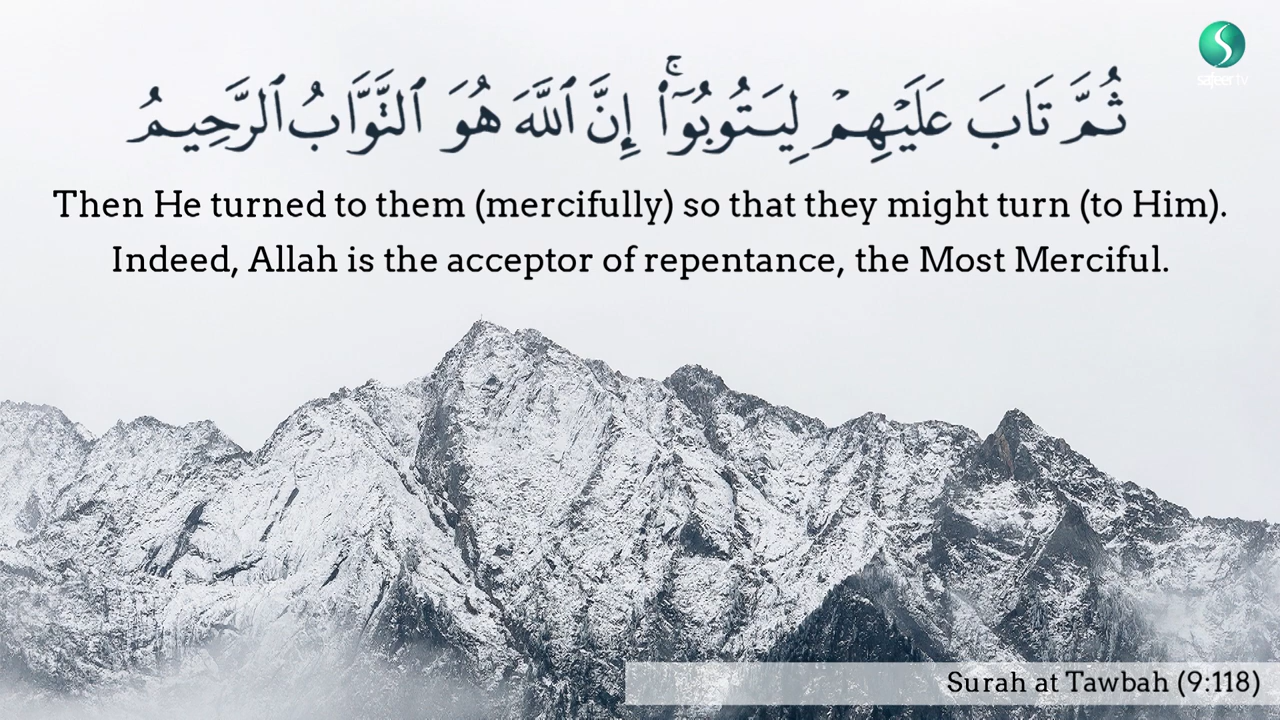 ثُمَّ تَابَ عَلَيْهِمْ لِيَتُوبُوٓا۟ ۚ إِنَّ ٱللَّهَ هُوَ ٱلتَّوَّابُ ٱلرَّحِيمُ
Then He turned to them (mercifully) so that they might turn (to Him).
Indeed, Allah is the acceptor of repentance, the Most Merciful.
safeer tv
Surah at Tawbah (9:118)